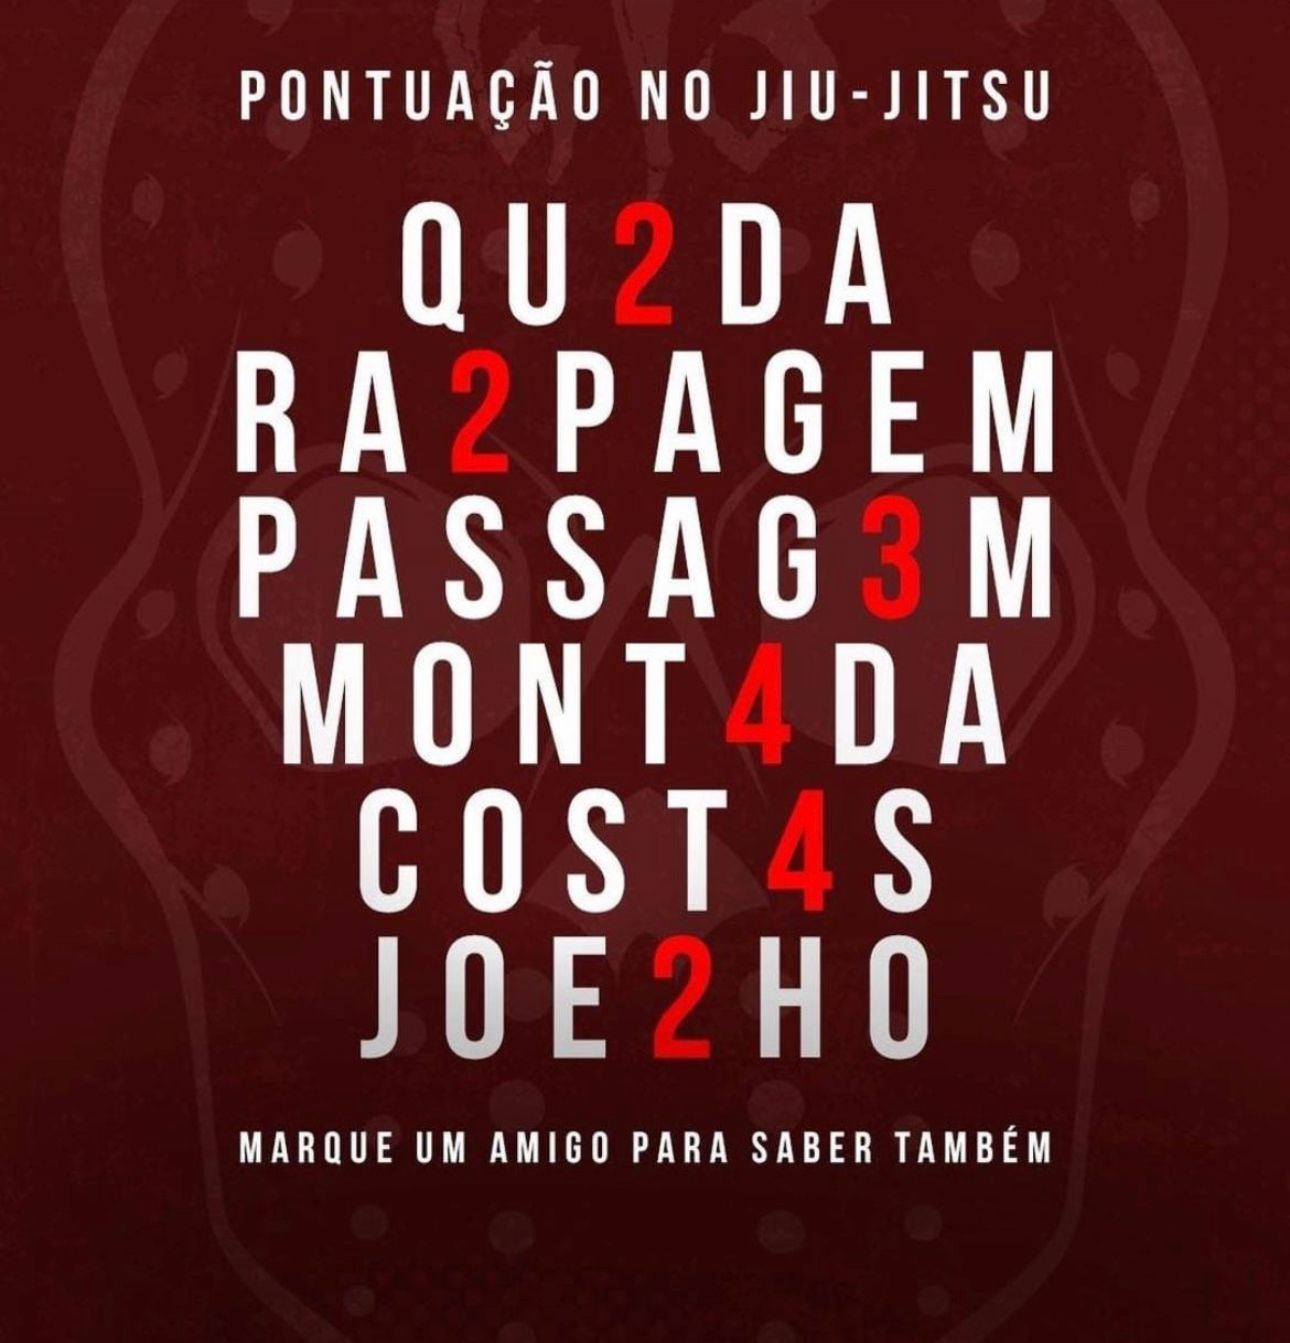 PONTUAÇÃO NO JIU-JITSU
QU2DA
RA2PAGEM
PASSAG3M
MONT4DA
COST4S
JOE2HO
MARQUE UM AMIGO PARA SABER TAMBÉM